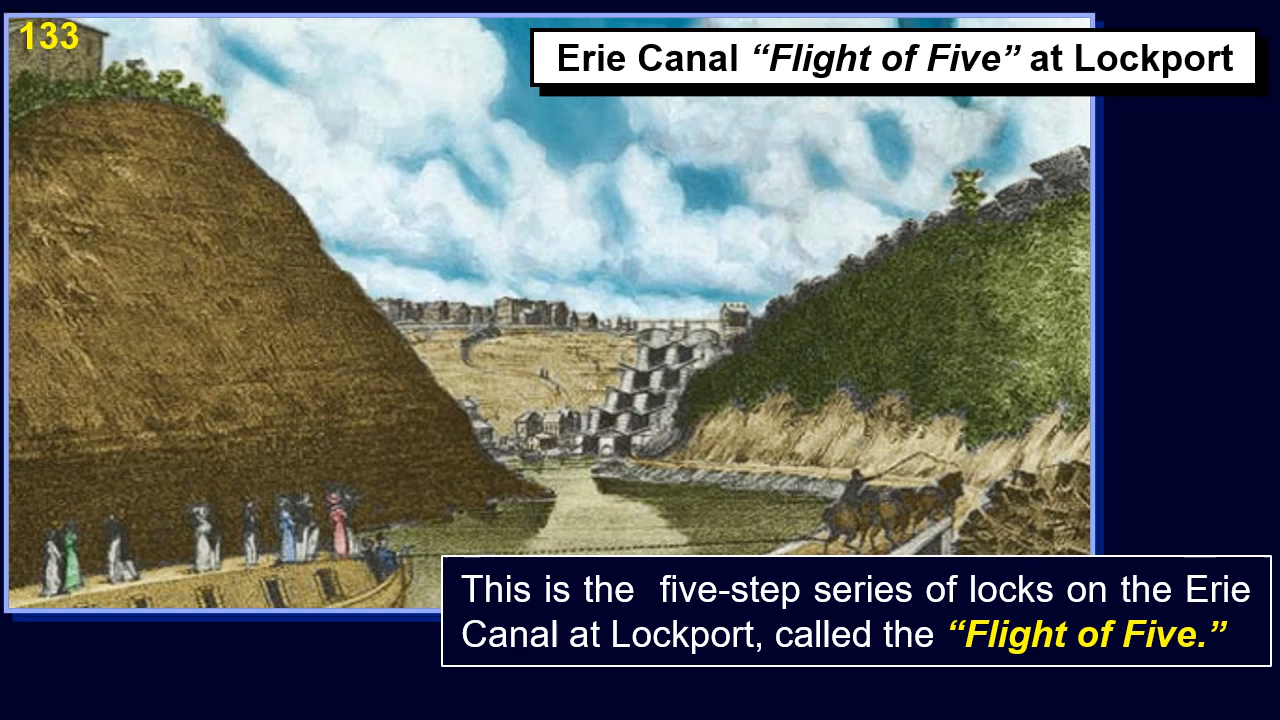 133
Erie Canal “Flight of Five” at Lockport
This is the  five-step series of locks on the Erie
Canal at Lockport, called the “Flight of Five.”